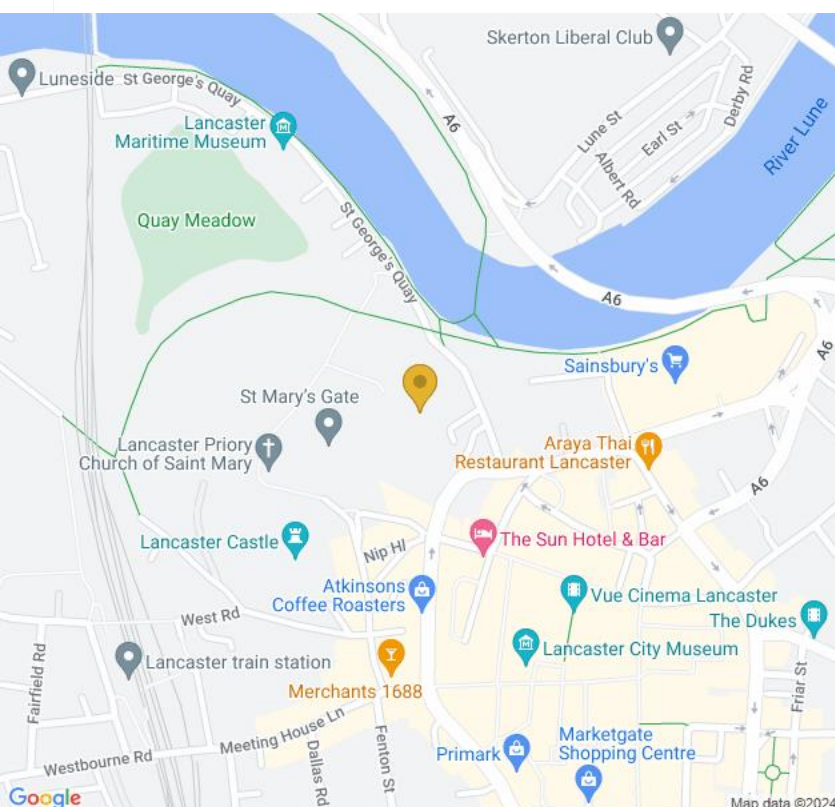 Skerton Liberal Club
Luneside
St George's Quay
Derby Rd
A6
Lune St
Earl St
Lancaster
Maritime Museum
Albert Rd
River Lune
Quay Meadow
St George's Quay
A6
A6
Sainsbury's
St Mary's Gate
Lancaster Priory
Church of Saint Mary
Araya Thai
Restaurant Lancaster
A6
Lancaster Castle
Nip Hl
The Sun Hotel & Bar
Atkinsons
Coffee Roasters
Vue Cinema Lancaster
The Dukes
West Rd
Lancaster City Museum
Lancaster train station
Fairfield Rd
Friar St
Merchants 1688
Meeting House Ln
Fenton St
Dallas Rd
Westbourne Rd
Primark
Marketgate
Shopping Centre
Google
Map data ©2024